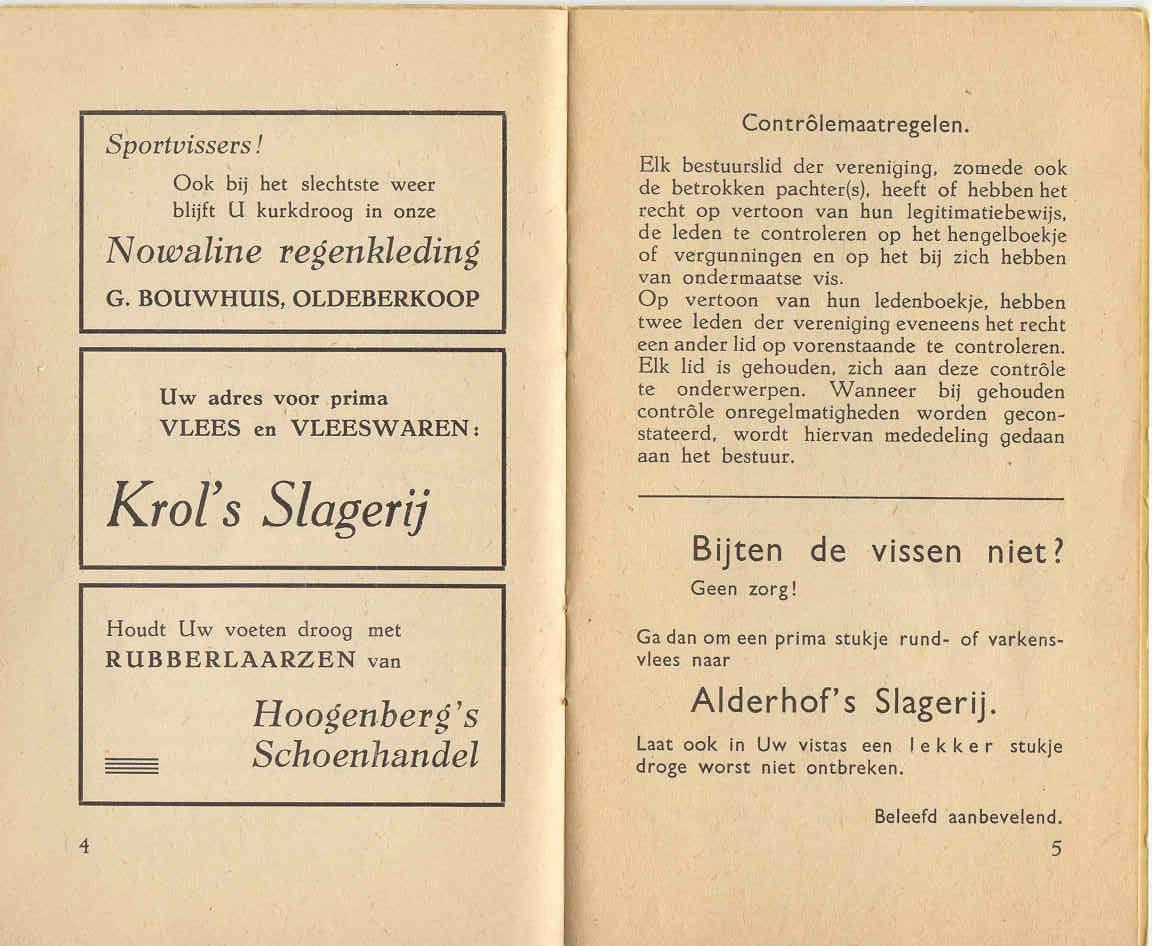 Sportvissers!
Ook bij het slechtste weer
blijft U kurkdroog in onze
Nowaline regenkleding
G. BOUWHUIS, OLDEBERKOOP
Uw adres voor prima
VLEES en VLEESWAREN:
Krol's Slagerij
Houdt Uw voeten droog met
RUBBERLAARZEN van
Hoogenberg's
Schoenhandel
4
Contrôlemaatregelen.
Elk bestuurslid der vereniging, zomede ook
de betrokken pachter(s), heeft of hebben het
recht op vertoon van hun legitimatiebewijs,
de leden te controleren op het hengelboekje
of vergunningen en op het bij zich hebben
van ondermaatse vis.
Op vertoon van hun ledenboekje, hebben
twee leden der vereniging eveneens het recht
een ander lid op vorenstaande te controleren.
Elk lid is gehouden, zich aan deze contrôle
te onderwerpen. Wanneer bij gehouden
contrôle onregelmatigheden worden gecon-
stateerd, wordt hiervan mededeling gedaan
aan het bestuur.
Bijten de vissen niet?
Geen zorg!
Ga dan om een prima stukje rund- of varkens-
vlees naar
Alderhof's Slagerij.
Laat ook in Uw vistas een lekker stukje
droge worst niet ontbreken.
Beleefd aanbevelend.
5